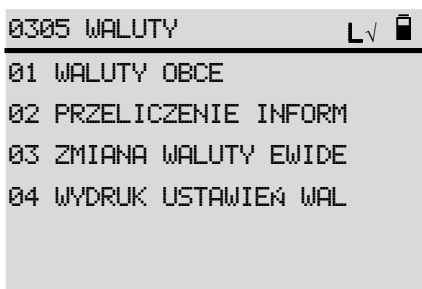 0305 WALUTY L√
01 WALUTY OBCE
02 PRZELICZENIE INFORM
03 ZMIANA WALUTY EWIDE
04 WYDRUK USTAWIEń WAL